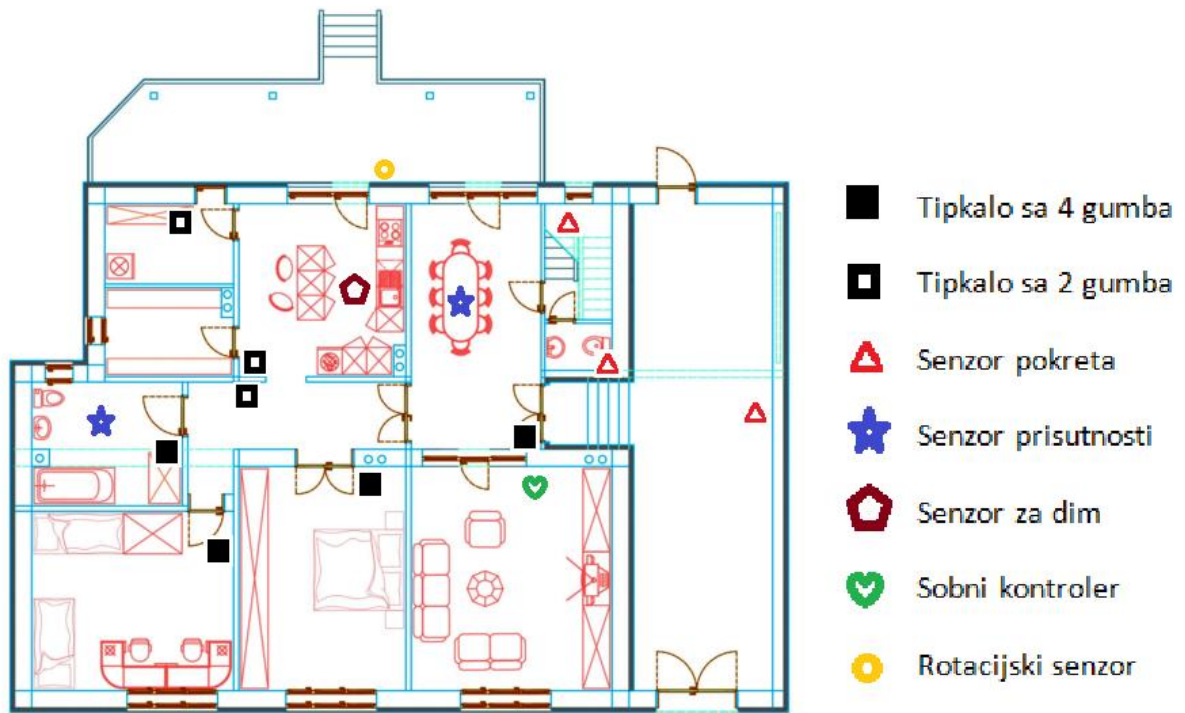 Tipkalo sa 4 gumba
Tipkalo sa 2 gumba
Senzor pokreta
Senzor prisutnosti
Senzor za dim
Sobni kontroler
Rotacijski senzor